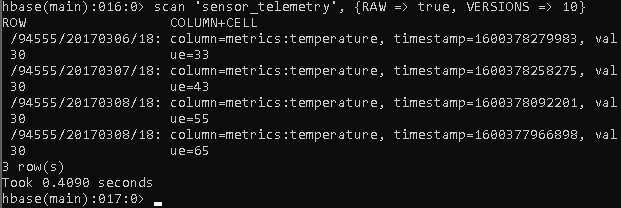 hbase(main):016:0> scan 'sensor_telemetry', {RAW => true, VERSIONS => 10}
ROW                   COLUMN+CELL
 /94555/20170306/18: column=metrics:temperature, timestamp=1600378279983, val
 30                   ue=33
 /94555/20170307/18: column=metrics:temperature, timestamp=1600378258275, val
 30                   ue=43
 /94555/20170308/18: column=metrics:temperature, timestamp=1600378092201, val
 30                   ue=55
 /94555/20170308/18: column=metrics:temperature, timestamp=1600377966898, val
 30                   ue=65
3 row(s)
Took 0.4090 seconds
hbase(main):017:0>